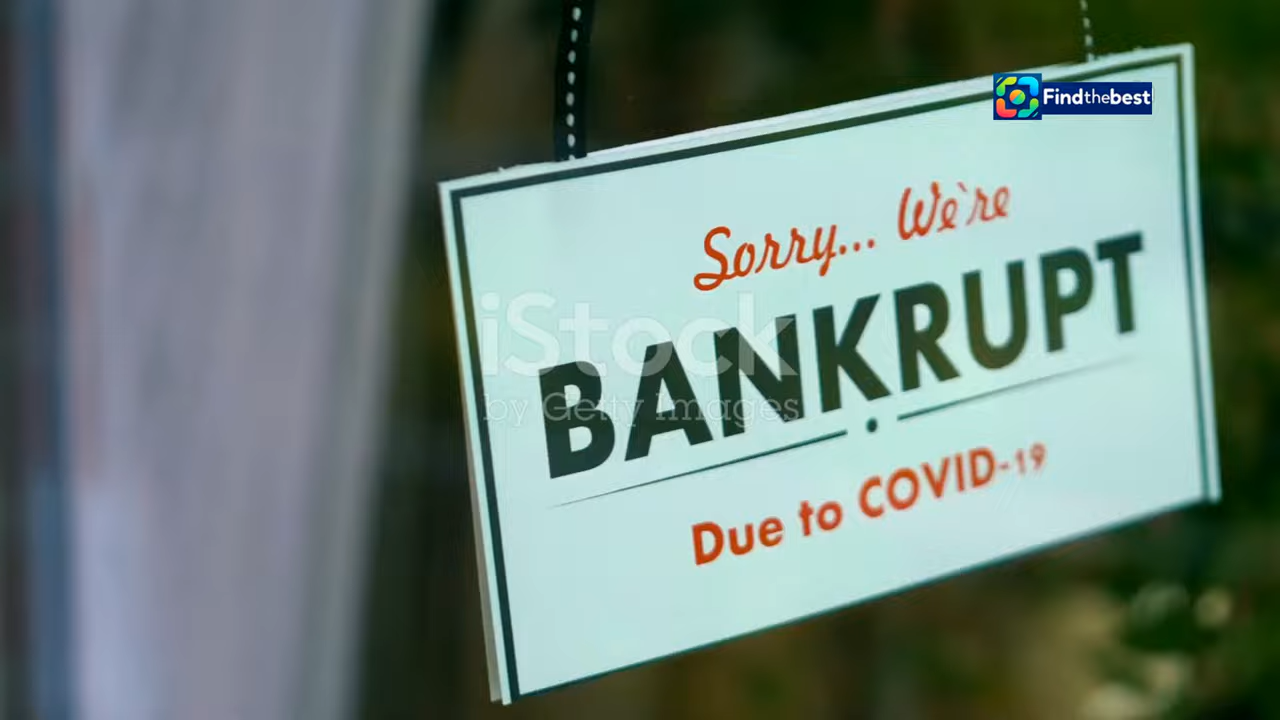 Findthebest
Sorry... We`re
BANKRUPT
iStock
by Getty Images
Due to COVID-19